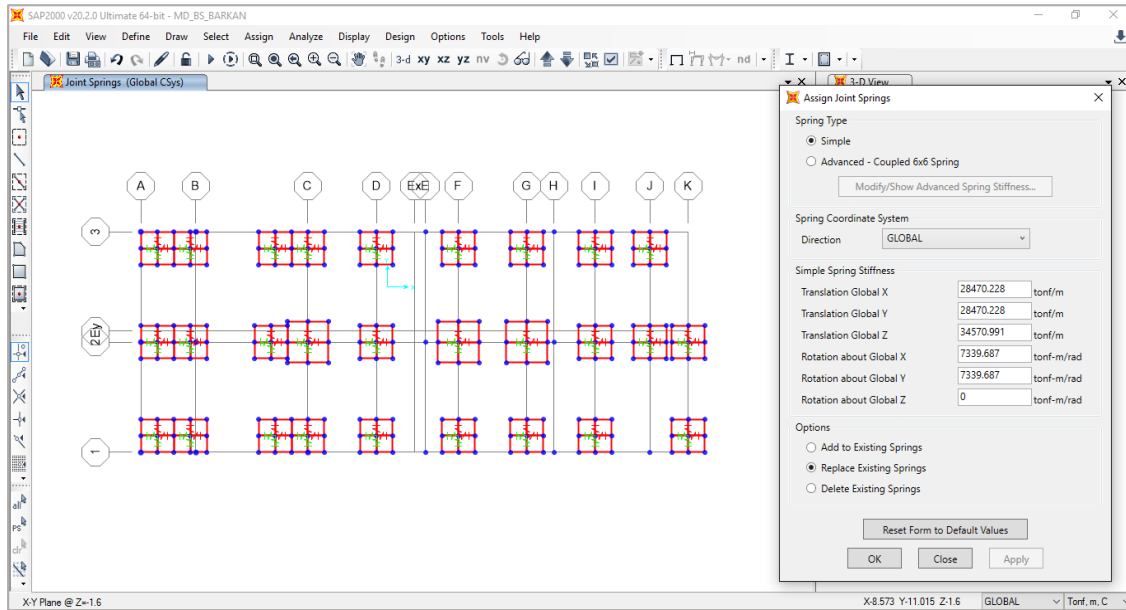 SAP2000 v20.2.0 Ultimate 64-bit - MD_BS_BARKAN
File Edit View Define Draw Select Assign Analyze Display Design Options Tools Help
3-d xy xz yz nv nd
Joint Springs (Global CSys)
3-D View
Assign Joint Springs
Spring Type
Simple
Advanced - Coupled 6x6 Spring
Modify/Show Advanced Spring Stiffness...
Spring Coordinate System
Direction GLOBAL
Simple Spring Stiffness
Translation Global X 28470.228 tonf/m
Translation Global Y 28470.228 tonf/m
Translation Global Z 34570.991 tonf/m
Rotation about Global X 7339.687 tonf-m/rad
Rotation about Global Y 7339.687 tonf-m/rad
Rotation about Global Z 0 tonf-m/rad
Options
Add to Existing Springs
Replace Existing Springs
Delete Existing Springs
Reset Form to Default Values
OK Close Apply
A B C D Ex E F G H I J K
3
2 Ey
1
all
PS
clr
X-Y Plane @ Z=-1.6
X-8.573 Y-11.015 Z-1.6 GLOBAL Tonf, m, C